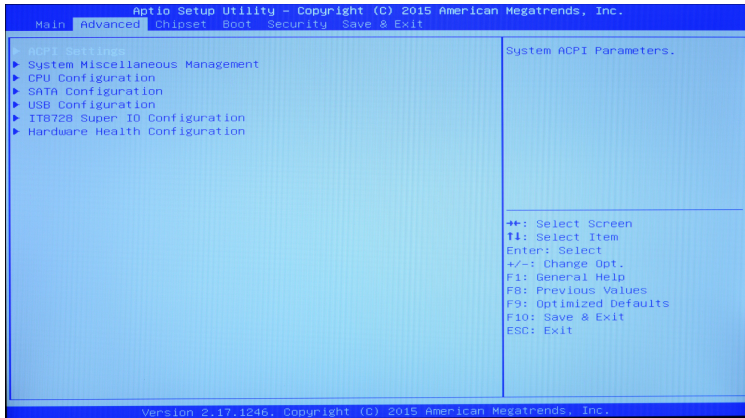 Aptio Setup Utility – Copyright (C) 2015 American Megatrends, Inc.
Main Advanced Chipset Boot Security Save & Exit
▶ ACPI Settings
▶ System Miscellaneous Management
▶ CPU Configuration
▶ SATA Configuration
▶ USB Configuration
▶ IT8728 Super IO Configuration
▶ Hardware Health Configuration
System ACPI Parameters.
→←: Select Screen
↑↓: Select Item
Enter: Select
+/-: Change Opt.
F1: General Help
F8: Previous Values
F9: Optimized Defaults
F10: Save & Exit
ESC: Exit
Version 2.17.1246. Copyright (C) 2015 American Megatrends, Inc.